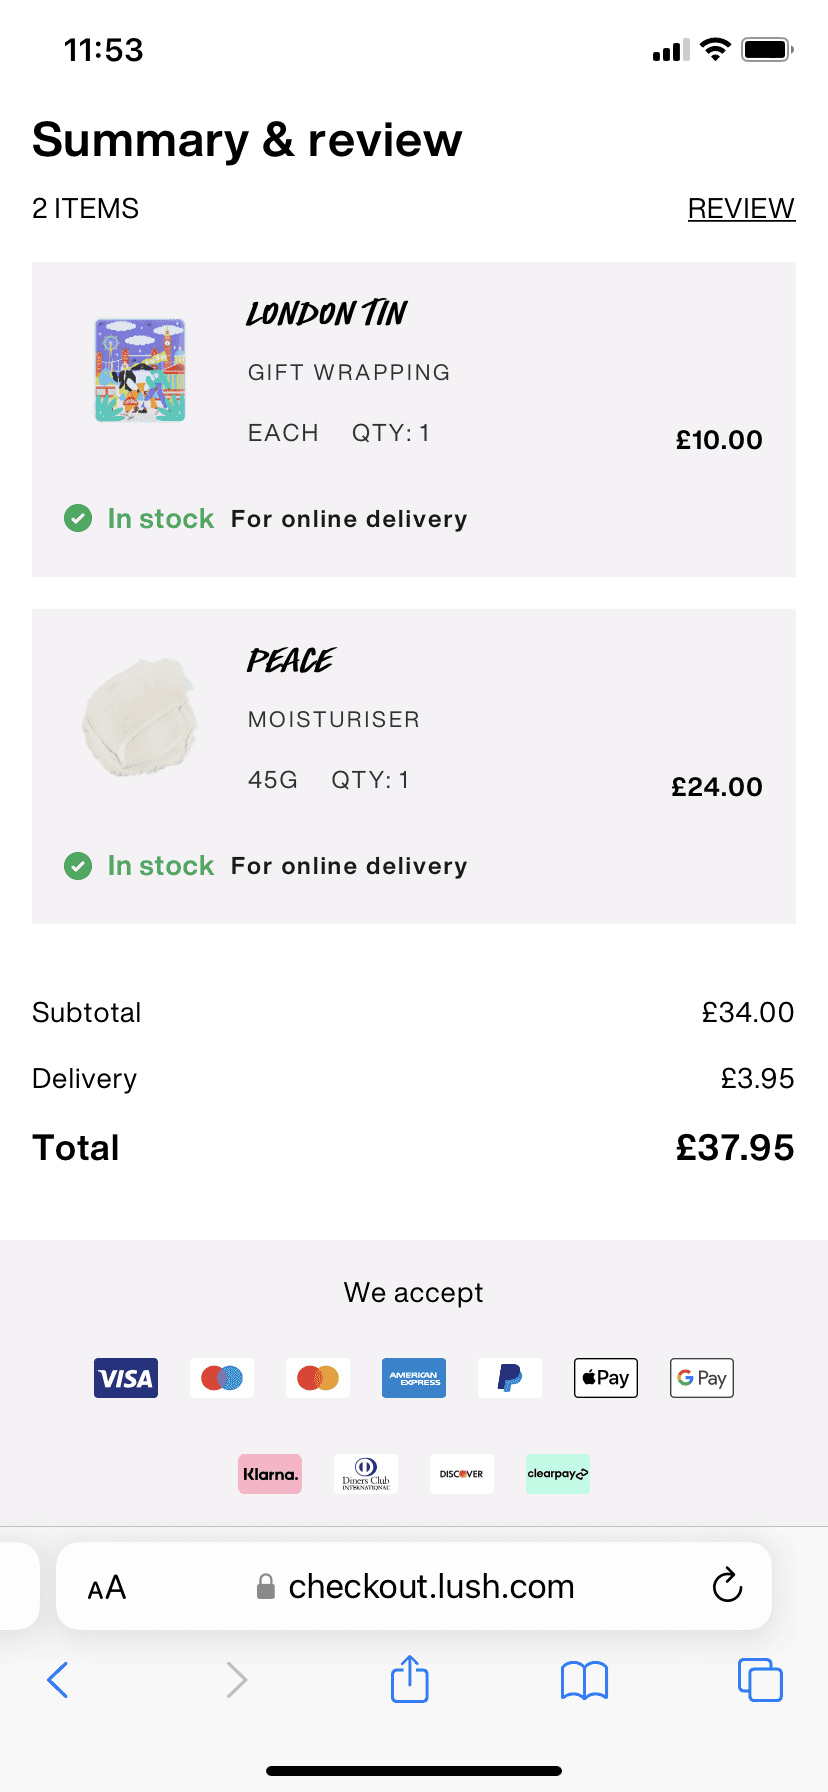 11:53
Summary & review
2 ITEMS REVIEW
LONDON TIN
GIFT WRAPPING
EACH QTY: 1 £10.00
In stock For online delivery
PEACE
MOISTURISER
45G QTY: 1 £24.00
In stock For online delivery
Subtotal £34.00
Delivery £3.95
Total £37.95
We accept
VISA AMERICAN EXPRESS Pay G Pay
Klarna. Diners Club INTERNATIONAL DISCOVER clearpay
AA checkout.lush.com